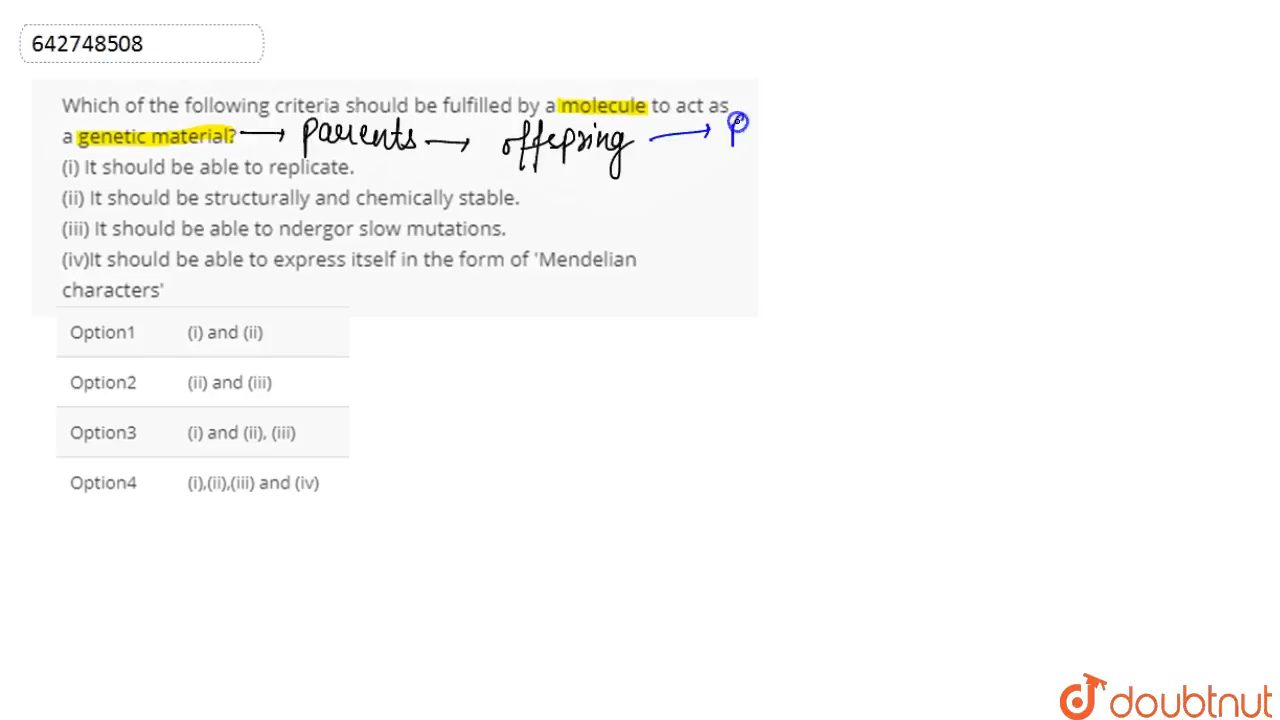 642748508
Which of the following criteria should be fulfilled by a molecule to act as
a genetic material? → parents → offspring → P
(i) It should be able to replicate.
(ii) It should be structurally and chemically stable.
(iii) It should be able to ndergor slow mutations.
(iv)It should be able to express itself in the form of 'Mendelian
characters'
Option1 (i) and (ii)
Option2 (ii) and (iii)
Option3 (i) and (ii), (iii)
Option4 (i),(ii),(iii) and (iv)
doubtnut